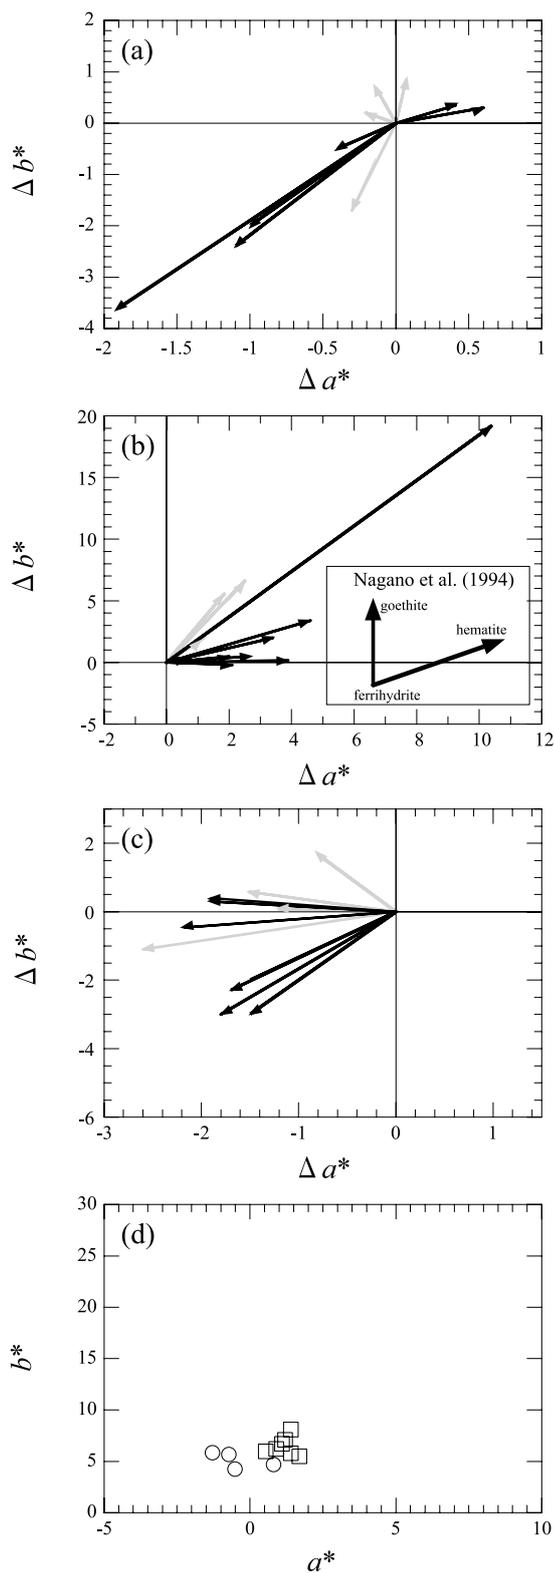 (a)
2
1
0
-1
-2
-3
-4
Δ b*
-2 -1.5 -1 -0.5 0 0.5 1
Δ a*
(b)
20
15
10
5
0
-5
Δ b*
Nagano et al. (1994)
goethite
hematite
ferrihydrite
-2 0 2 4 6 8 10 12
Δ a*
(c)
2
0
-2
-4
-6
Δ b*
-3 -2 -1 0 1
Δ a*
(d)
30
25
20
15
10
5
0
b*
-5 0 5 10
a*